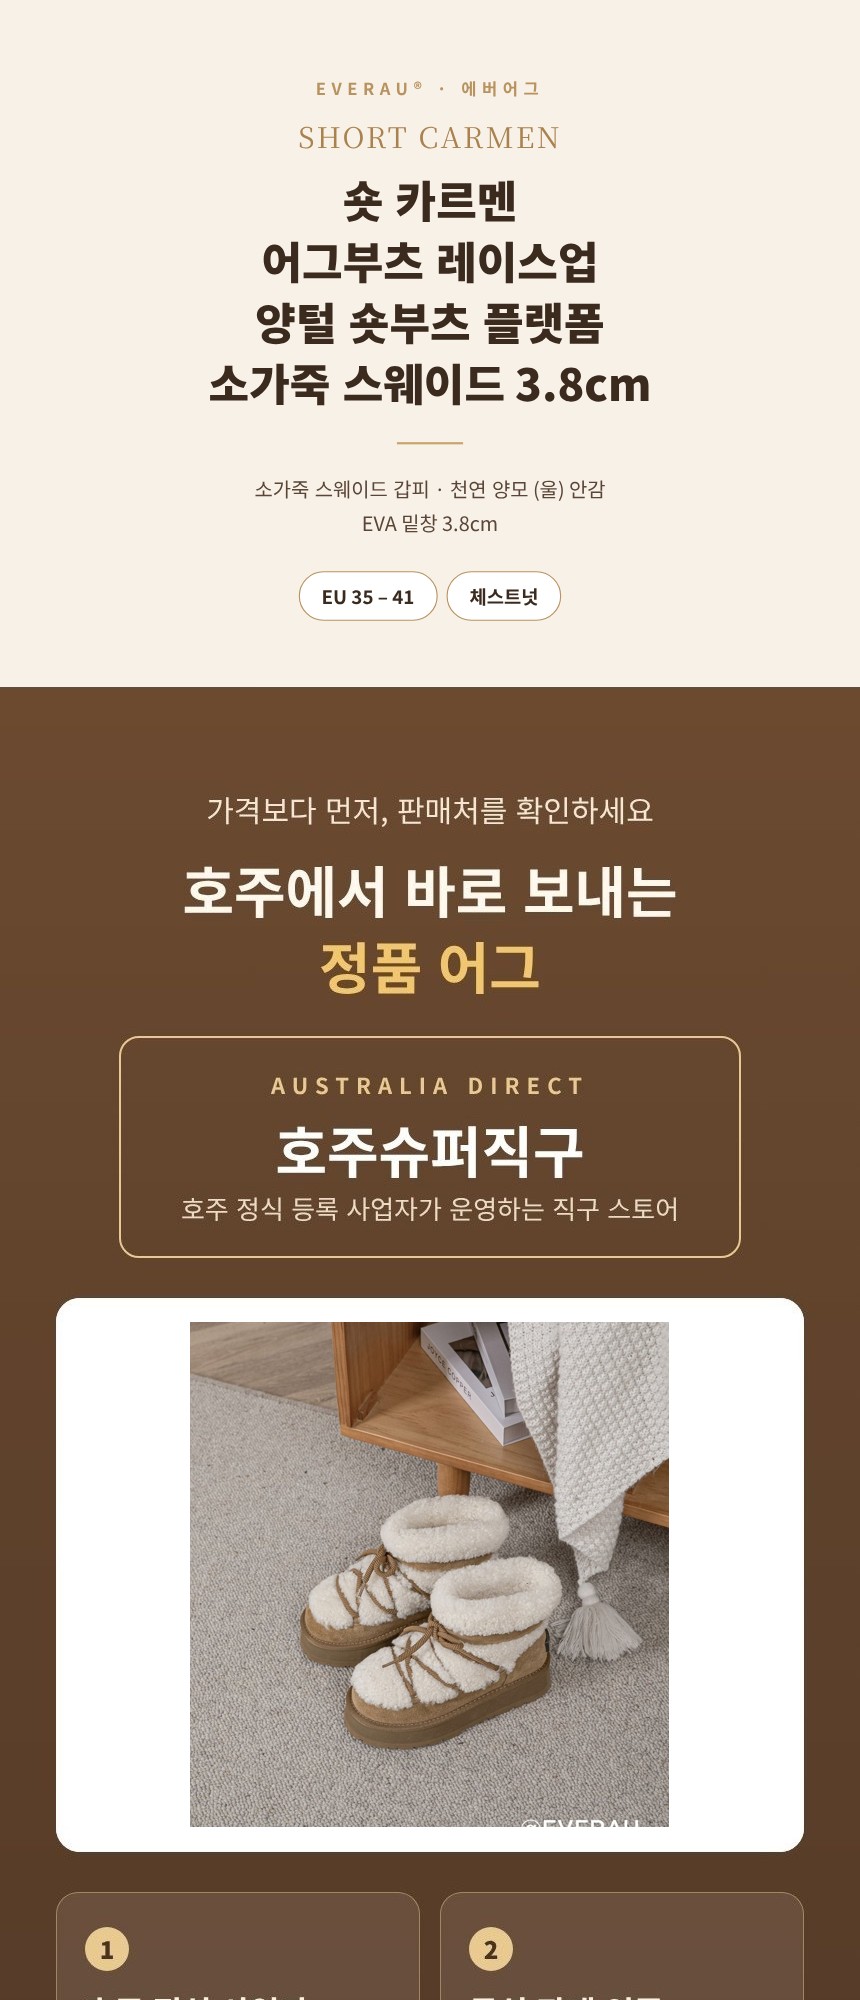 EVERAU® · 에버어그
SHORT CARMEN
숏 카르멘
어그부츠 레이스업
양털 숏부츠 플랫폼
소가죽 스웨이드 3.8cm
소가죽 스웨이드 갑피 · 천연 양모 (울) 안감
EVA 밑창 3.8cm
EU 35 – 41
체스트넛
가격보다 먼저, 판매처를 확인하세요
호주에서 바로 보내는
정품 어그
AUSTRALIA DIRECT
호주슈퍼직구
호주 정식 등록 사업자가 운영하는 직구 스토어
JOYCE COPPER
@EVERAU
1
2